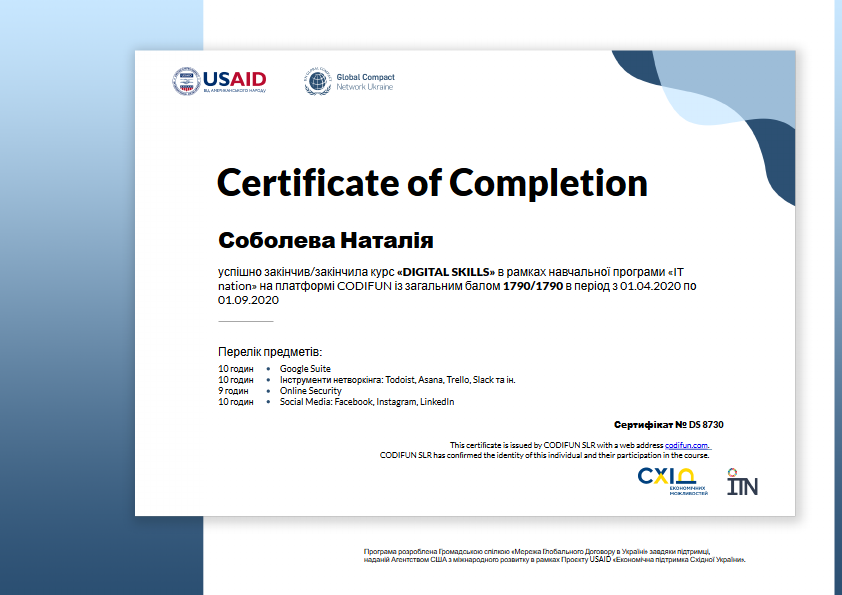 USAID
ВІД АМЕРИКАНСЬКОГО НАРОДУ
Global Compact
Network Ukraine
Certificate of Completion
Соболева Наталія
успішно закінчив/закінчила курс «DIGITAL SKILLS» в рамках навчальної програми «IT
nation» на платформі CODIFUN із загальним балом 1790/1790 в період з 01.04.2020 по
01.09.2020
Перелік предметів:
10 годин • Google Suite
10 годин • Інструменти нетворкінга: Todoist, Asana, Trello, Slack та ін.
9 годин • Online Security
10 годин • Social Media: Facebook, Instagram, LinkedIn
Сертифікат № DS 8730
This certificate is issued by CODIFUN SLR with a web address codifun.com.
CODIFUN SLR has confirmed the identity of this individual and their participation in the course.
СХІД
ЕКОНОМІЧНИХ
МОЖЛИВОСТЕЙ
ITN
Програма розроблена Громадською спілкою «Мережа Глобального Договору в Україні» завдяки підтримці,
наданій Агентством США з міжнародного розвитку в рамках Проєкту USAID «Економічна підтримка Східної України».